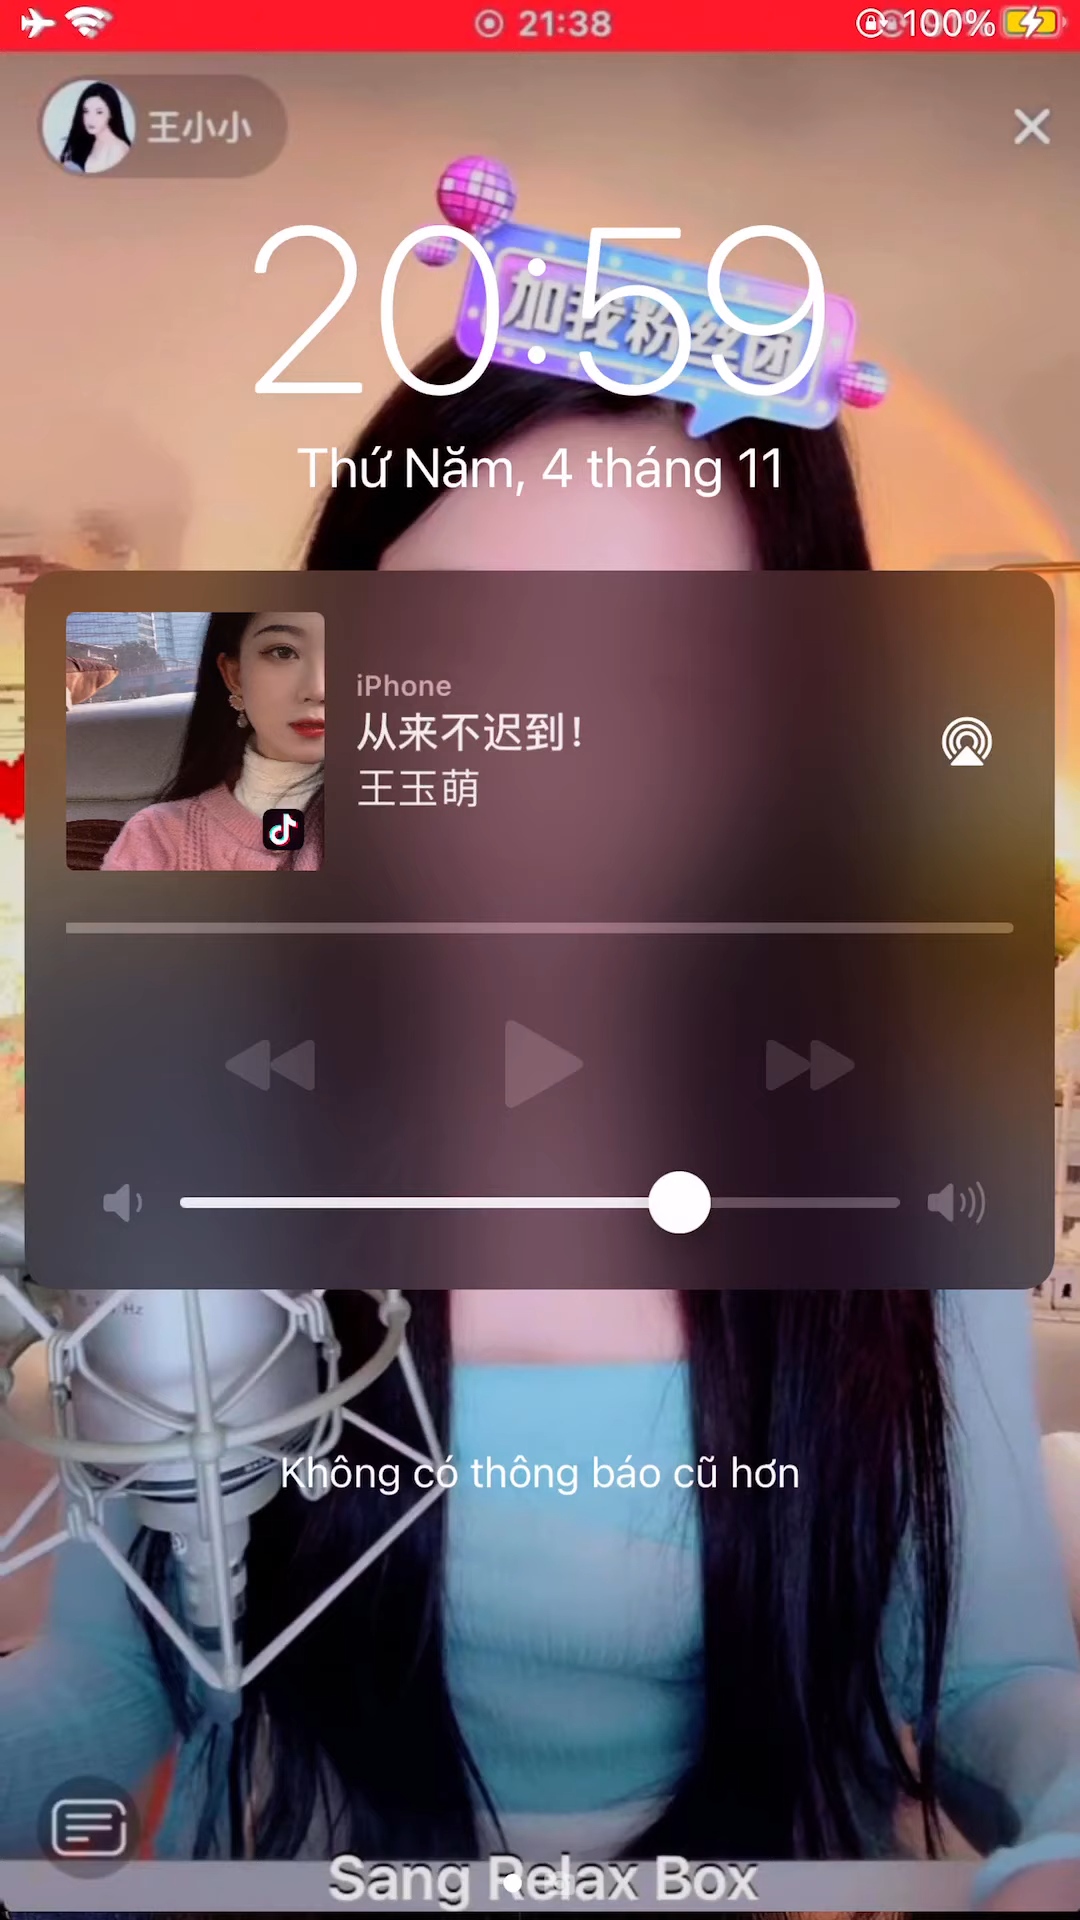 21:38
100%
王小小
加我粉丝团
20:59
Thứ Năm, 4 tháng 11
iPhone
从来不迟到！
王玉萌
Hz
Không có thông báo cũ hơn
Sang Relax Box